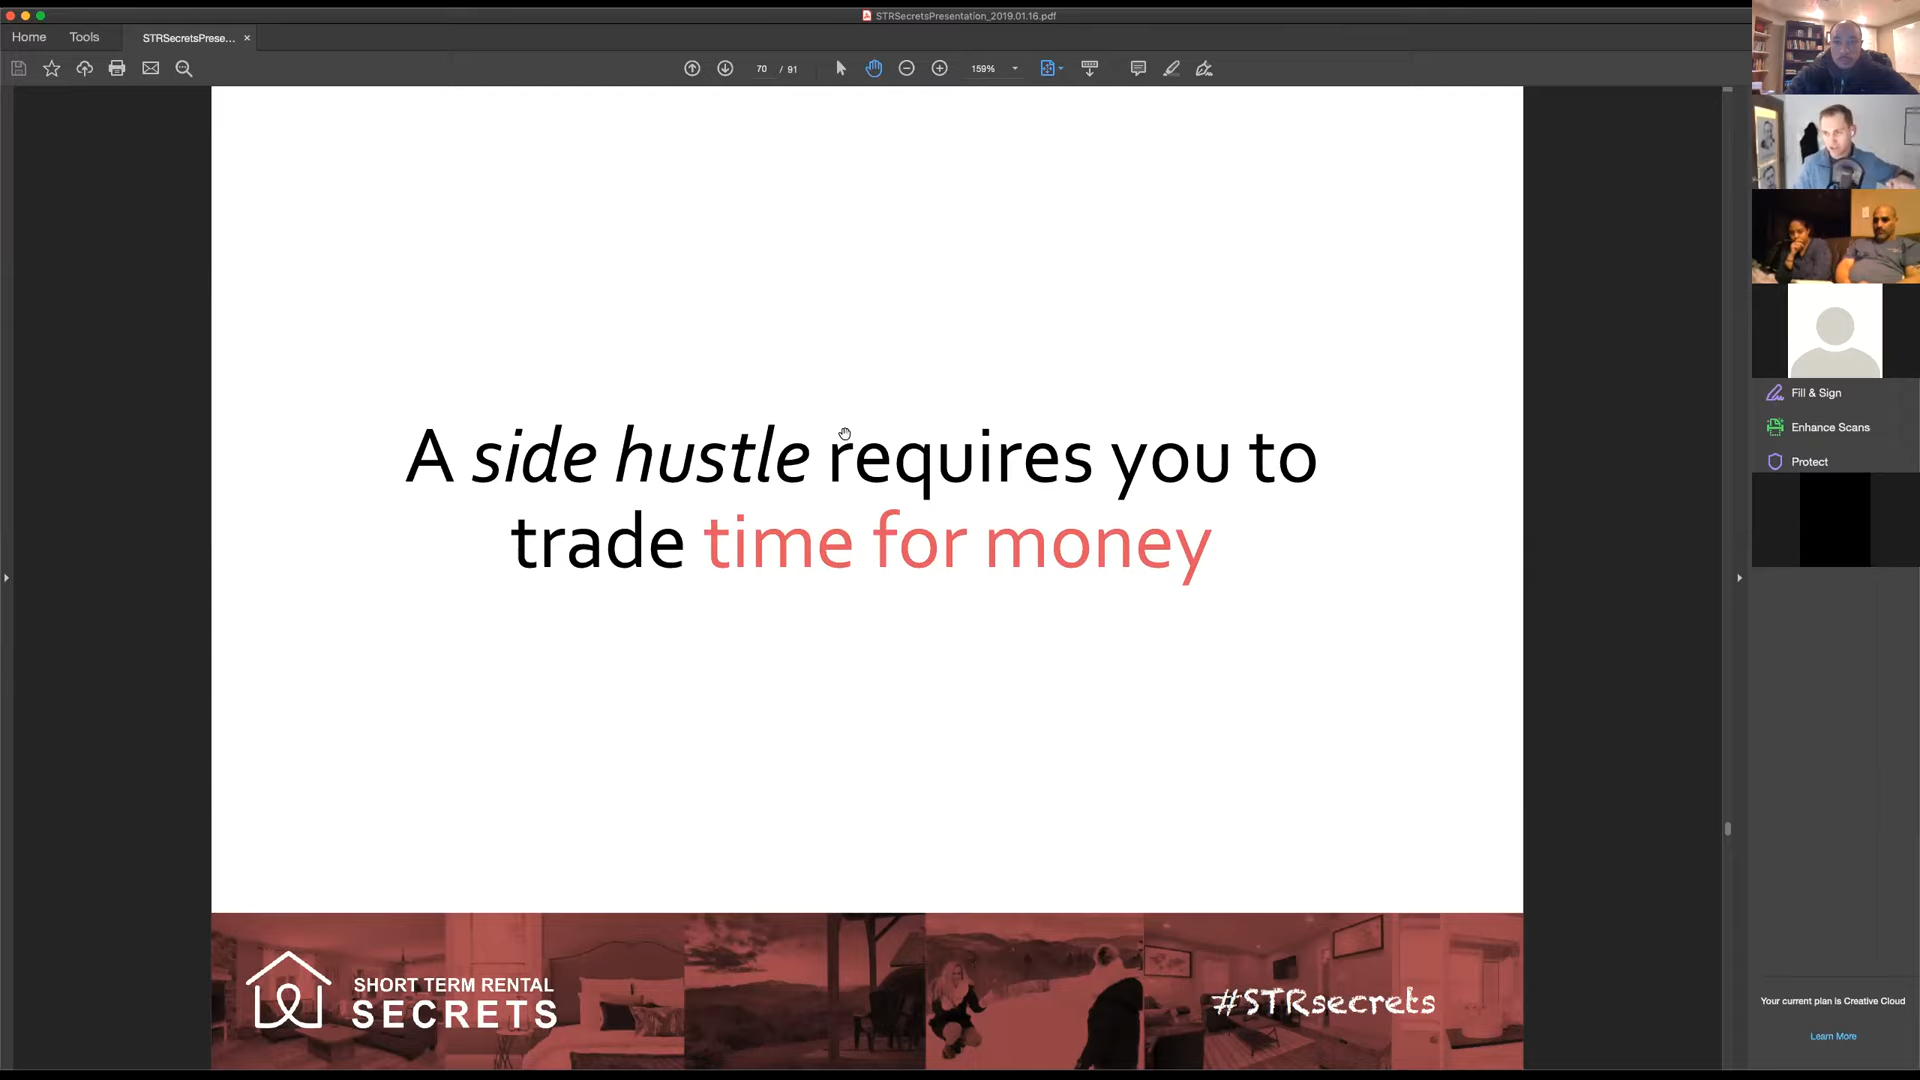 STRSecretsPresentation_2019.01.16.pdf
Home
Tools
STRSecretsPrese...
70 / 91
159%
A side hustle requires you to
trade time for money
SHORT TERM RENTAL
SECRETS
#STRsecrets
Fill & Sign
Enhance Scans
Protect
Your current plan is Creative Cloud
Learn More